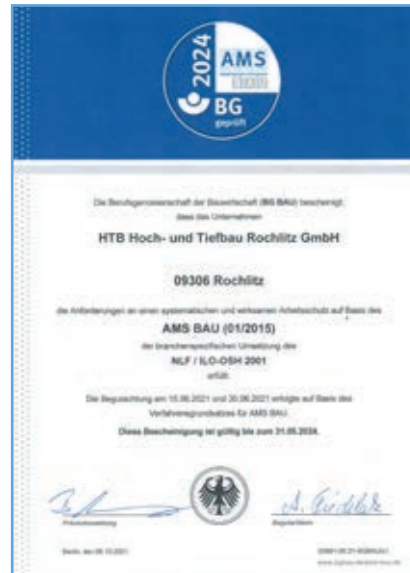 2024
AMS
BG
geprüft
Die Berufsgenossenschaft der Bauwirtschaft (BG BAU) bescheinigt,
dass das Unternehmen
HTB Hoch- und Tiefbau Rochlitz GmbH
09306 Rochlitz
die Anforderungen an einen systematischen und wirksamen Arbeitsschutz auf Basis des
AMS BAU (01/2015)
der branchenspezifischen Umsetzung des
NLF / ILO-OSH 2001
erfüllt.
Die Begutachtung am 15.06.2021 und 30.06.2021 erfolgte auf Basis des
Verfahrensgrundsatzes für AMS BAU.
Diese Bescheinigung ist gültig bis zum 31.05.2024.
Berlin, den